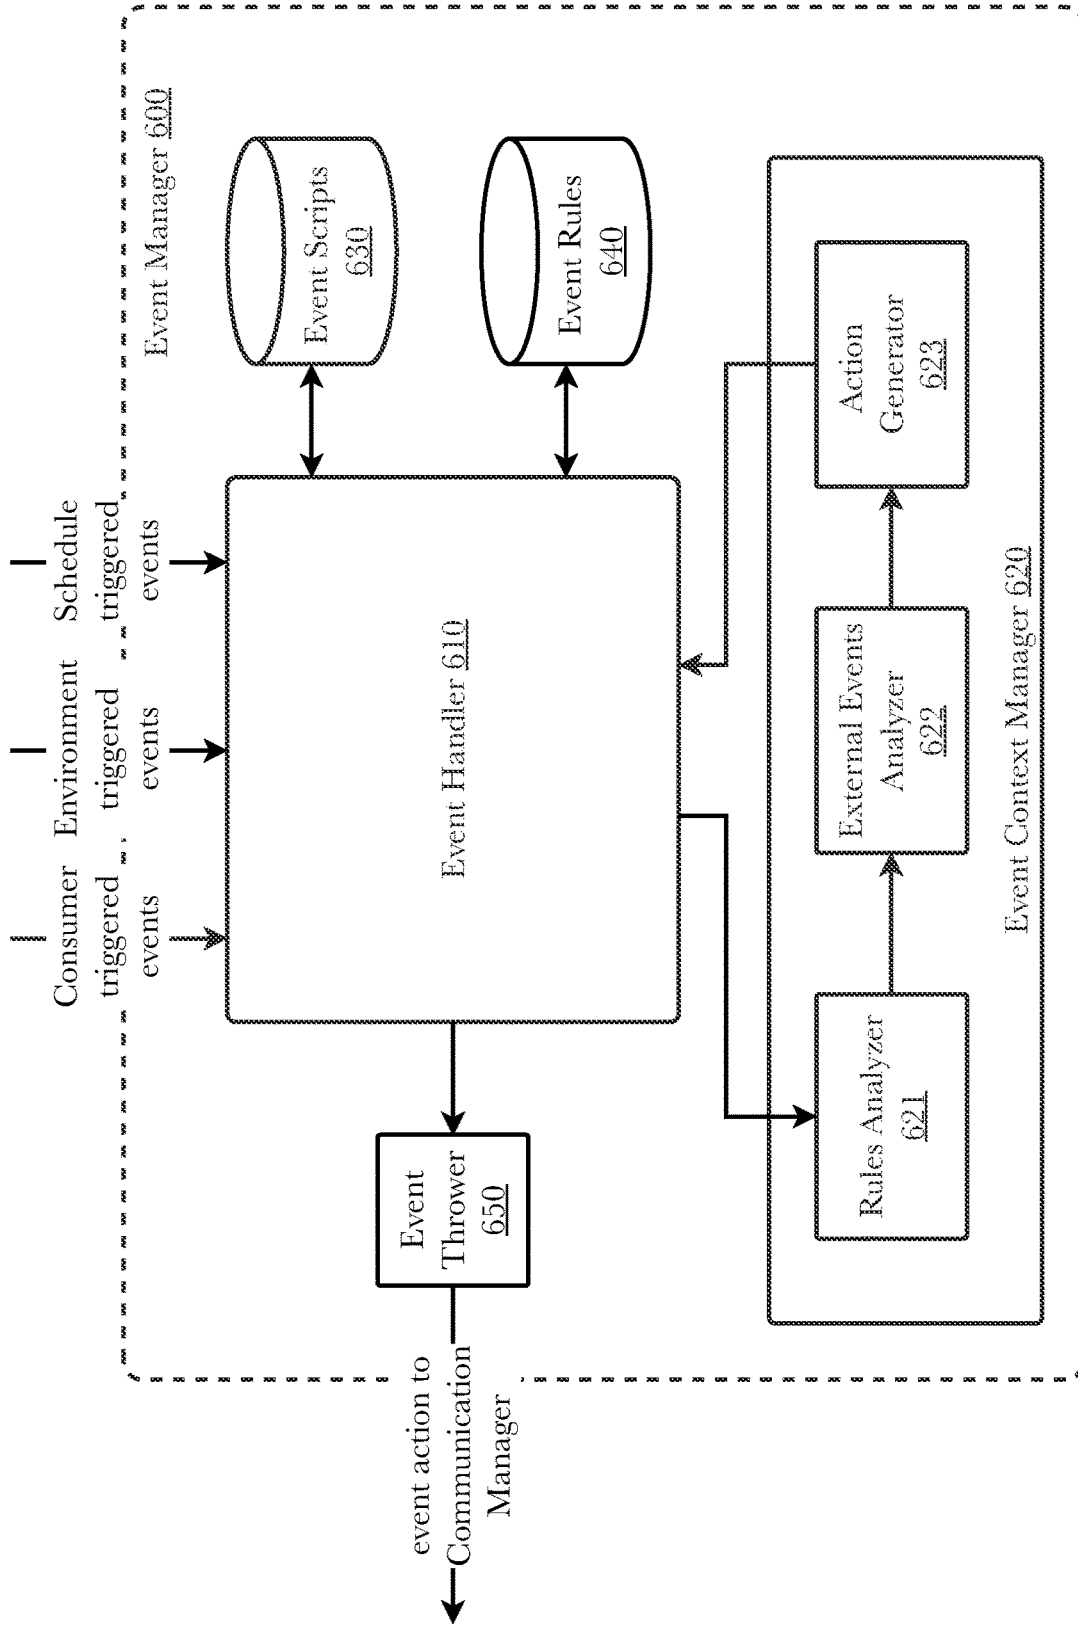 Event Manager 600
Consumer
triggered
events
Environment
triggered
events
Schedule
triggered
events
Event Scripts
630
Event Handler 610
Event Rules
640
Event
Thrower
650
event action to
Communication
Manager
Rules Analyzer
621
External Events
Analyzer
622
Action
Generator
623
Event Context Manager 620